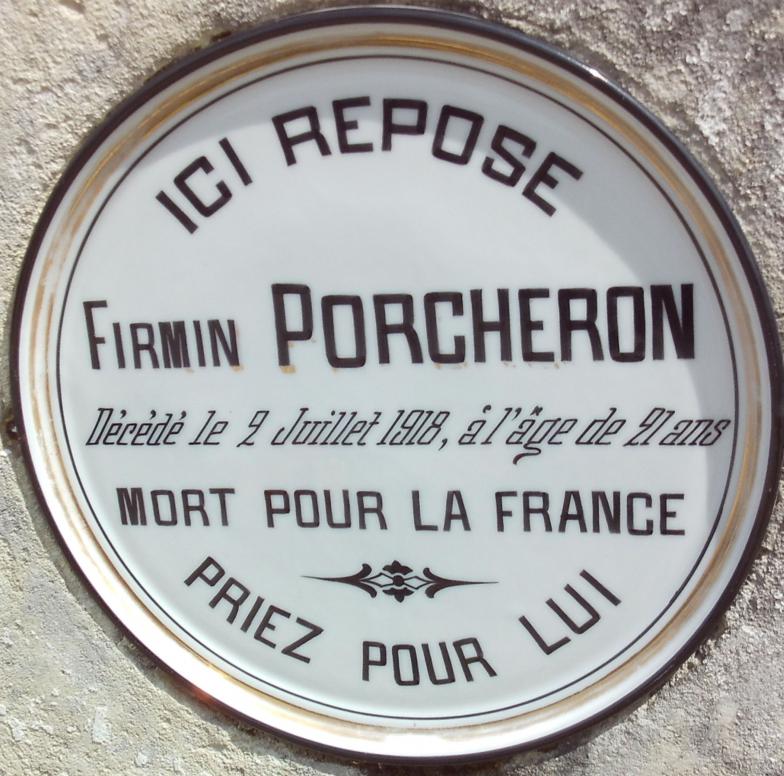 ICI REPOSE
FIRMIN PORCHERON
Décédé le 2 Juillet 1918, à l'âge de 21 ans
MORT POUR LA FRANCE
PRIEZ POUR LUI